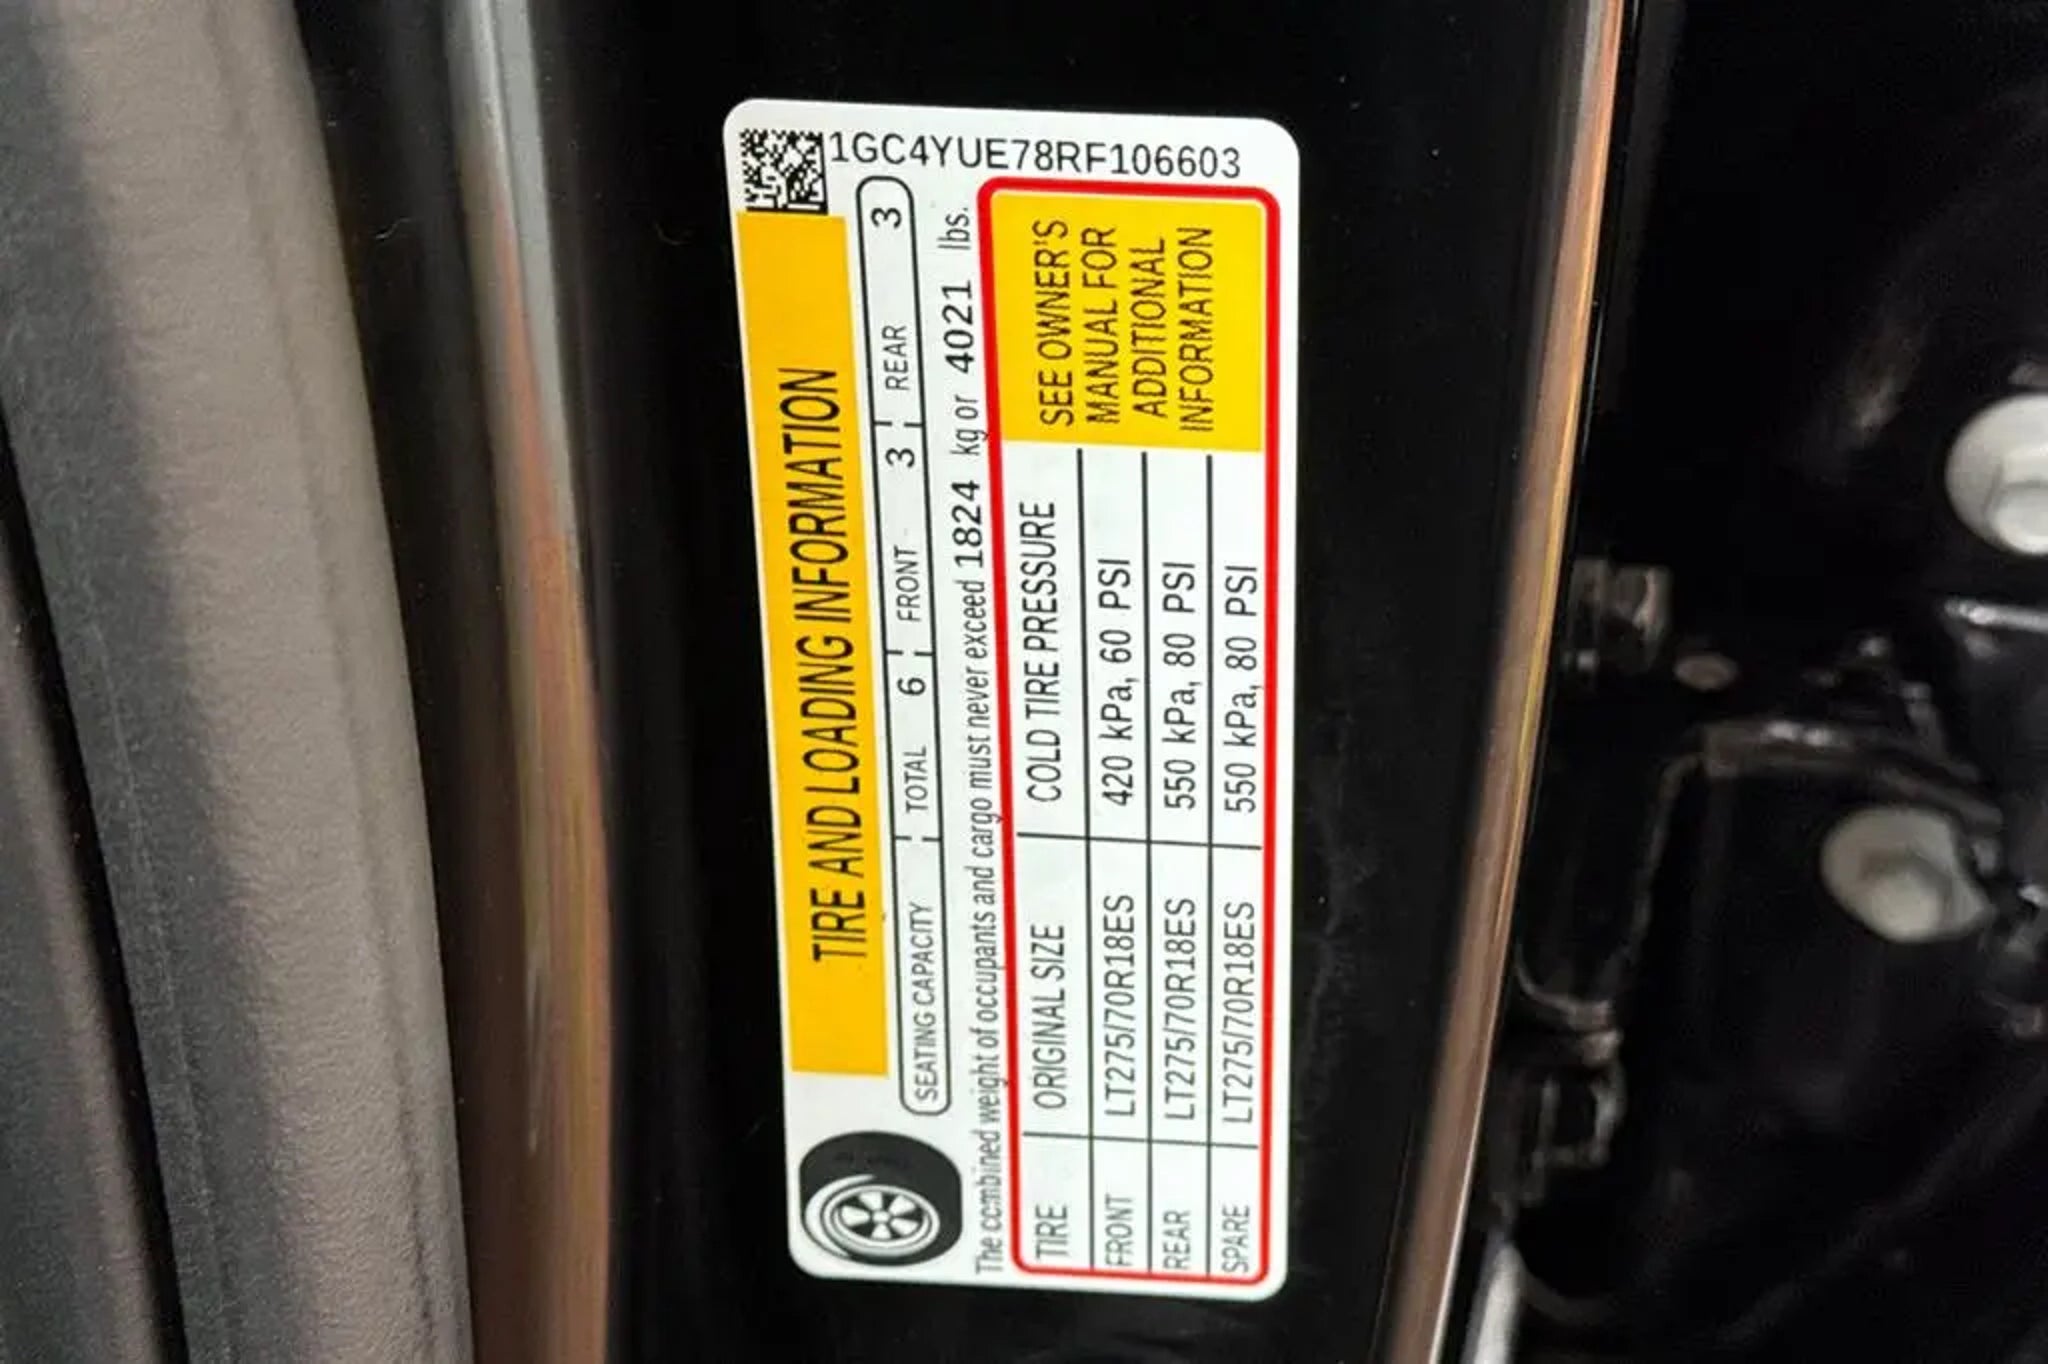 1GC4YUE78RF106603
TIRE AND LOADING INFORMATION
SEATING CAPACITY TOTAL 6 FRONT 3 REAR 3
The combined weight of occupants and cargo must never exceed 1824 kg or 4021 lbs.
TIRE ORIGINAL SIZE COLD TIRE PRESSURE
FRONT LT275/70R18ES 420 kPa, 60 PSI
REAR LT275/70R18ES 550 kPa, 80 PSI
SPARE LT275/70R18ES 550 kPa, 80 PSI
SEE OWNER'S
MANUAL FOR
ADDITIONAL
INFORMATION